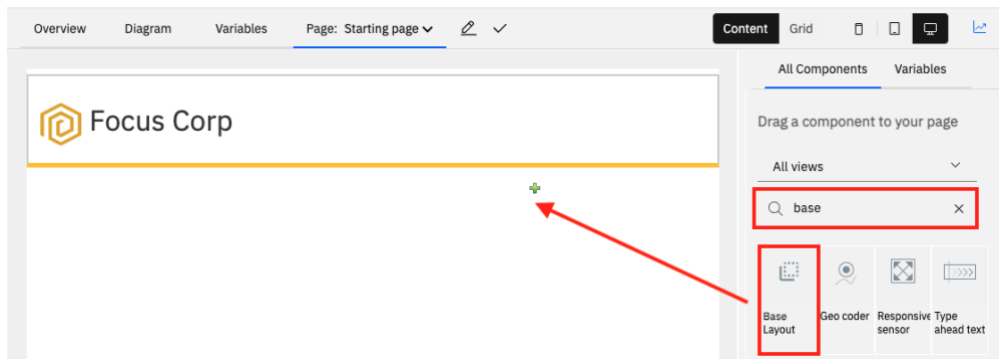 Overview Diagram Variables Page: Starting page
Content Grid
All Components Variables
Focus Corp
Drag a component to your page
All views
base
Base Layout
Geo coder
Responsive sensor
Type ahead text